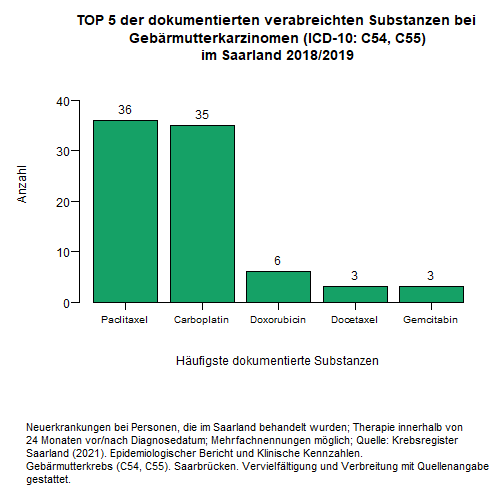 TOP 5 der dokumentierten verabreichten Substanzen bei
Gebärmutterkarzinomen (ICD-10: C54, C55)
im Saarland 2018/2019
Anzahl
40
30
20
10
0
36
35
6
3
3
Paclitaxel
Carboplatin
Doxorubicin
Docetaxel
Gemcitabin
Häufigste dokumentierte Substanzen
Neuerkrankungen bei Personen, die im Saarland behandelt wurden; Therapie innerhalb von
24 Monaten vor/nach Diagnosedatum; Mehrfachnennungen möglich; Quelle: Krebsregister
Saarland (2021). Epidemiologischer Bericht und Klinische Kennzahlen.
Gebärmutterkrebs (C54, C55). Saarbrücken. Vervielfältigung und Verbreitung mit Quellenangabe
gestattet.